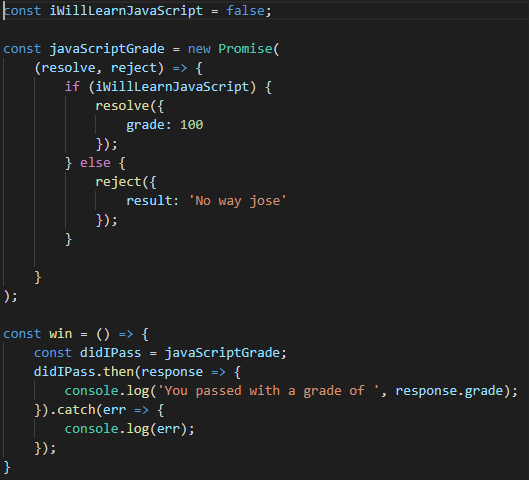 const iWillLearnJavaScript = false;

const javaScriptGrade = new Promise(
    (resolve, reject) => {
        if (iWillLearnJavaScript) {
            resolve({
                grade: 100
            });
        } else {
            reject({
                result: 'No way jose'
            });
        }

    }
);

const win = () => {
    const didIPass = javaScriptGrade;
    didIPass.then(response => {
        console.log('You passed with a grade of ', response.grade);
    }).catch(err => {
        console.log(err);
    });
}